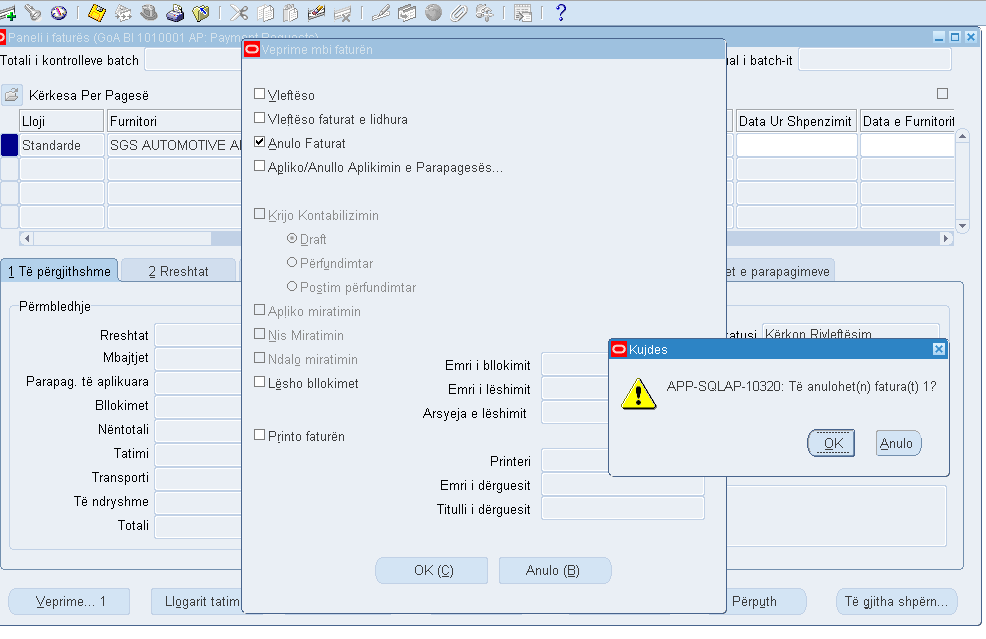 Paneli i faturës (GoA BI 1010001 AP: Payment Requests)
Veprime mbi faturën
Totali i kontrolleve batch
ual i batch-it
Kërkesa Per Pagesë
Lloji
Furnitori
Data Ur Shpenzimit
Data e Furnitorit
Standarde
SGS AUTOMOTIVE AL
Vleftëso
Vleftëso faturat e lidhura
Anulo Faturat
Apliko/Anullo Aplikimin e Parapagesës...
Krijo Kontabilizimin
Draft
Përfundimtar
Postim përfundimtar
Apliko miratimin
Nis Miratimin
Ndalo miratimin
Lësho bllokimet
Printo faturën
Emri i bllokimit
Emri i lëshimit
Arsyeja e lëshimit
Printeri
Emri i dërguesit
Titulli i dërguesit
OK (C)
Anulo (B)
1 Të përgjithshme
2 Rreshtat
et e parapagimeve
Përmbledhje
Rreshtat
Mbajtjet
Parapag. të aplikuara
Bllokimet
Nëntotali
Tatimi
Transporti
Të ndryshme
Totali
atusi
Kërkon Rivleftësim
Kujdes
APP-SQLAP-10320: Të anulohet(n) fatura(t) 1?
OK
Anulo
Veprime... 1
Llogarit tatim
Përputh
Të gjitha shpërn...